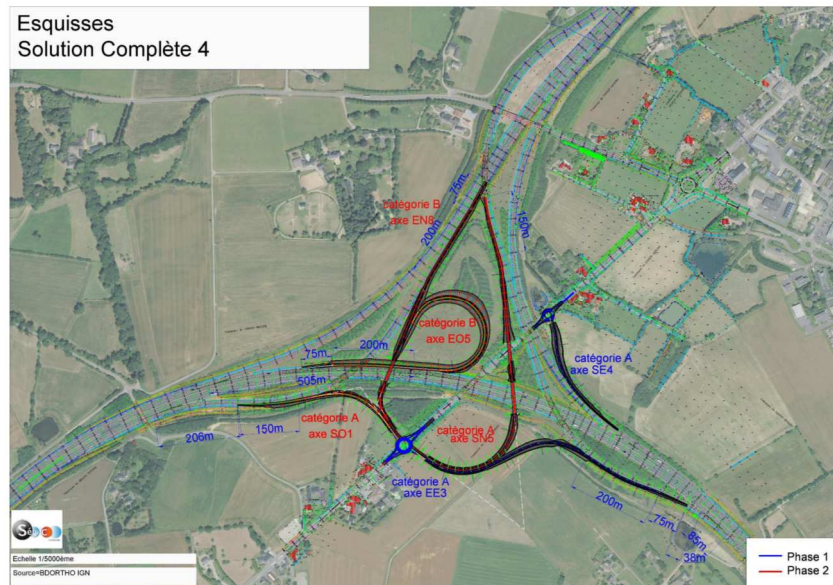 Esquisses
Solution Complète 4
75m
catégorie B
axe EN8
200m
150m
catégorie B
axe EO5
200m
75m
505m
catégorie A
axe SE4
150m
206m
catégorie A
axe SO1
catégorie A
axe SN5
catégorie A
axe EE3
200m
75m
85m
38m
Echelle 1/5000ème
Source=BDORTHO IGN
Phase 1
Phase 2